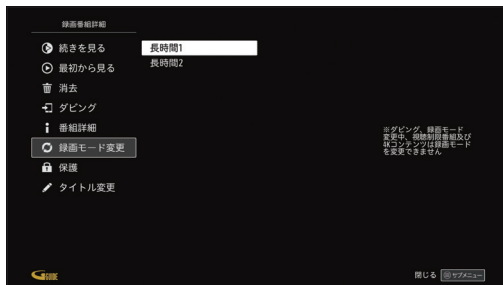 録画番組詳細
続きを見る
最初から見る
消去
ダビング
番組詳細
録画モード変更
保護
タイトル変更
長時間1
長時間2
※ダビング、録画モード
変更中、視聴制限番組及び
4Kコンテンツは録画モード
を変更できません
G GUIDE
閉じる サブメニュー